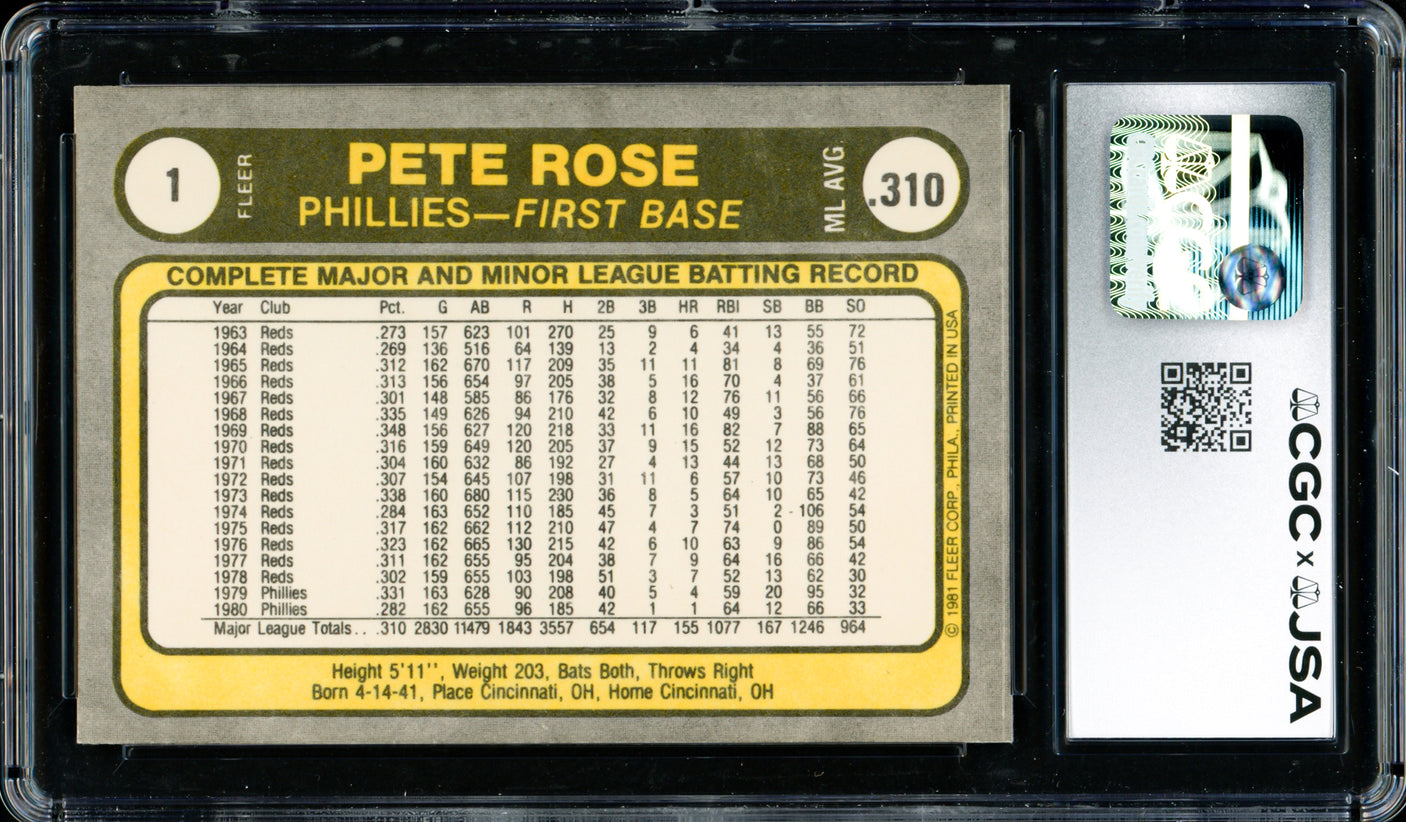 1
FLEER
PETE ROSE
PHILLIES—FIRST BASE
ML AVG.
.310
COMPLETE MAJOR AND MINOR LEAGUE BATTING RECORD
Year Club Pct. G AB R H 2B 3B HR RBI SB BB SO
1963 Reds .273 157 623 101 270 25 9 6 41 13 55 72
1964 Reds .269 136 516 64 139 13 2 4 34 4 36 51
1965 Reds .312 162 670 117 209 35 11 11 81 8 69 76
1966 Reds .313 156 654 97 205 38 5 16 70 4 37 61
1967 Reds .301 148 585 86 176 32 8 12 76 11 56 66
1968 Reds .335 149 626 94 210 42 6 10 49 3 56 76
1969 Reds .348 156 627 120 218 33 11 16 82 7 88 65
1970 Reds .316 159 649 120 205 37 9 15 52 12 73 64
1971 Reds .304 160 632 86 192 27 4 13 44 13 68 50
1972 Reds .307 154 645 107 198 31 11 6 57 10 73 46
1973 Reds .338 160 680 115 230 36 8 5 64 10 65 42
1974 Reds .284 163 652 110 185 45 7 3 51 2 106 54
1975 Reds .317 162 662 112 210 47 4 7 74 0 89 50
1976 Reds .323 162 665 130 215 42 6 10 63 9 86 54
1977 Reds .311 162 655 95 204 38 7 9 64 16 66 42
1978 Reds .302 159 655 103 198 51 3 7 52 13 62 30
1979 Phillies .331 163 628 90 208 40 5 4 59 20 95 32
1980 Phillies .282 162 655 96 185 42 1 1 64 12 66 33
Major League Totals... .310 2830 11479 1843 3557 654 117 155 1077 167 1246 964
© 1981 FLEER CORP., PHILA., PRINTED IN USA
Height 5'11'', Weight 203, Bats Both, Throws Right
Born 4-14-41, Place Cincinnati, OH, Home Cincinnati, OH
CGC x JSA